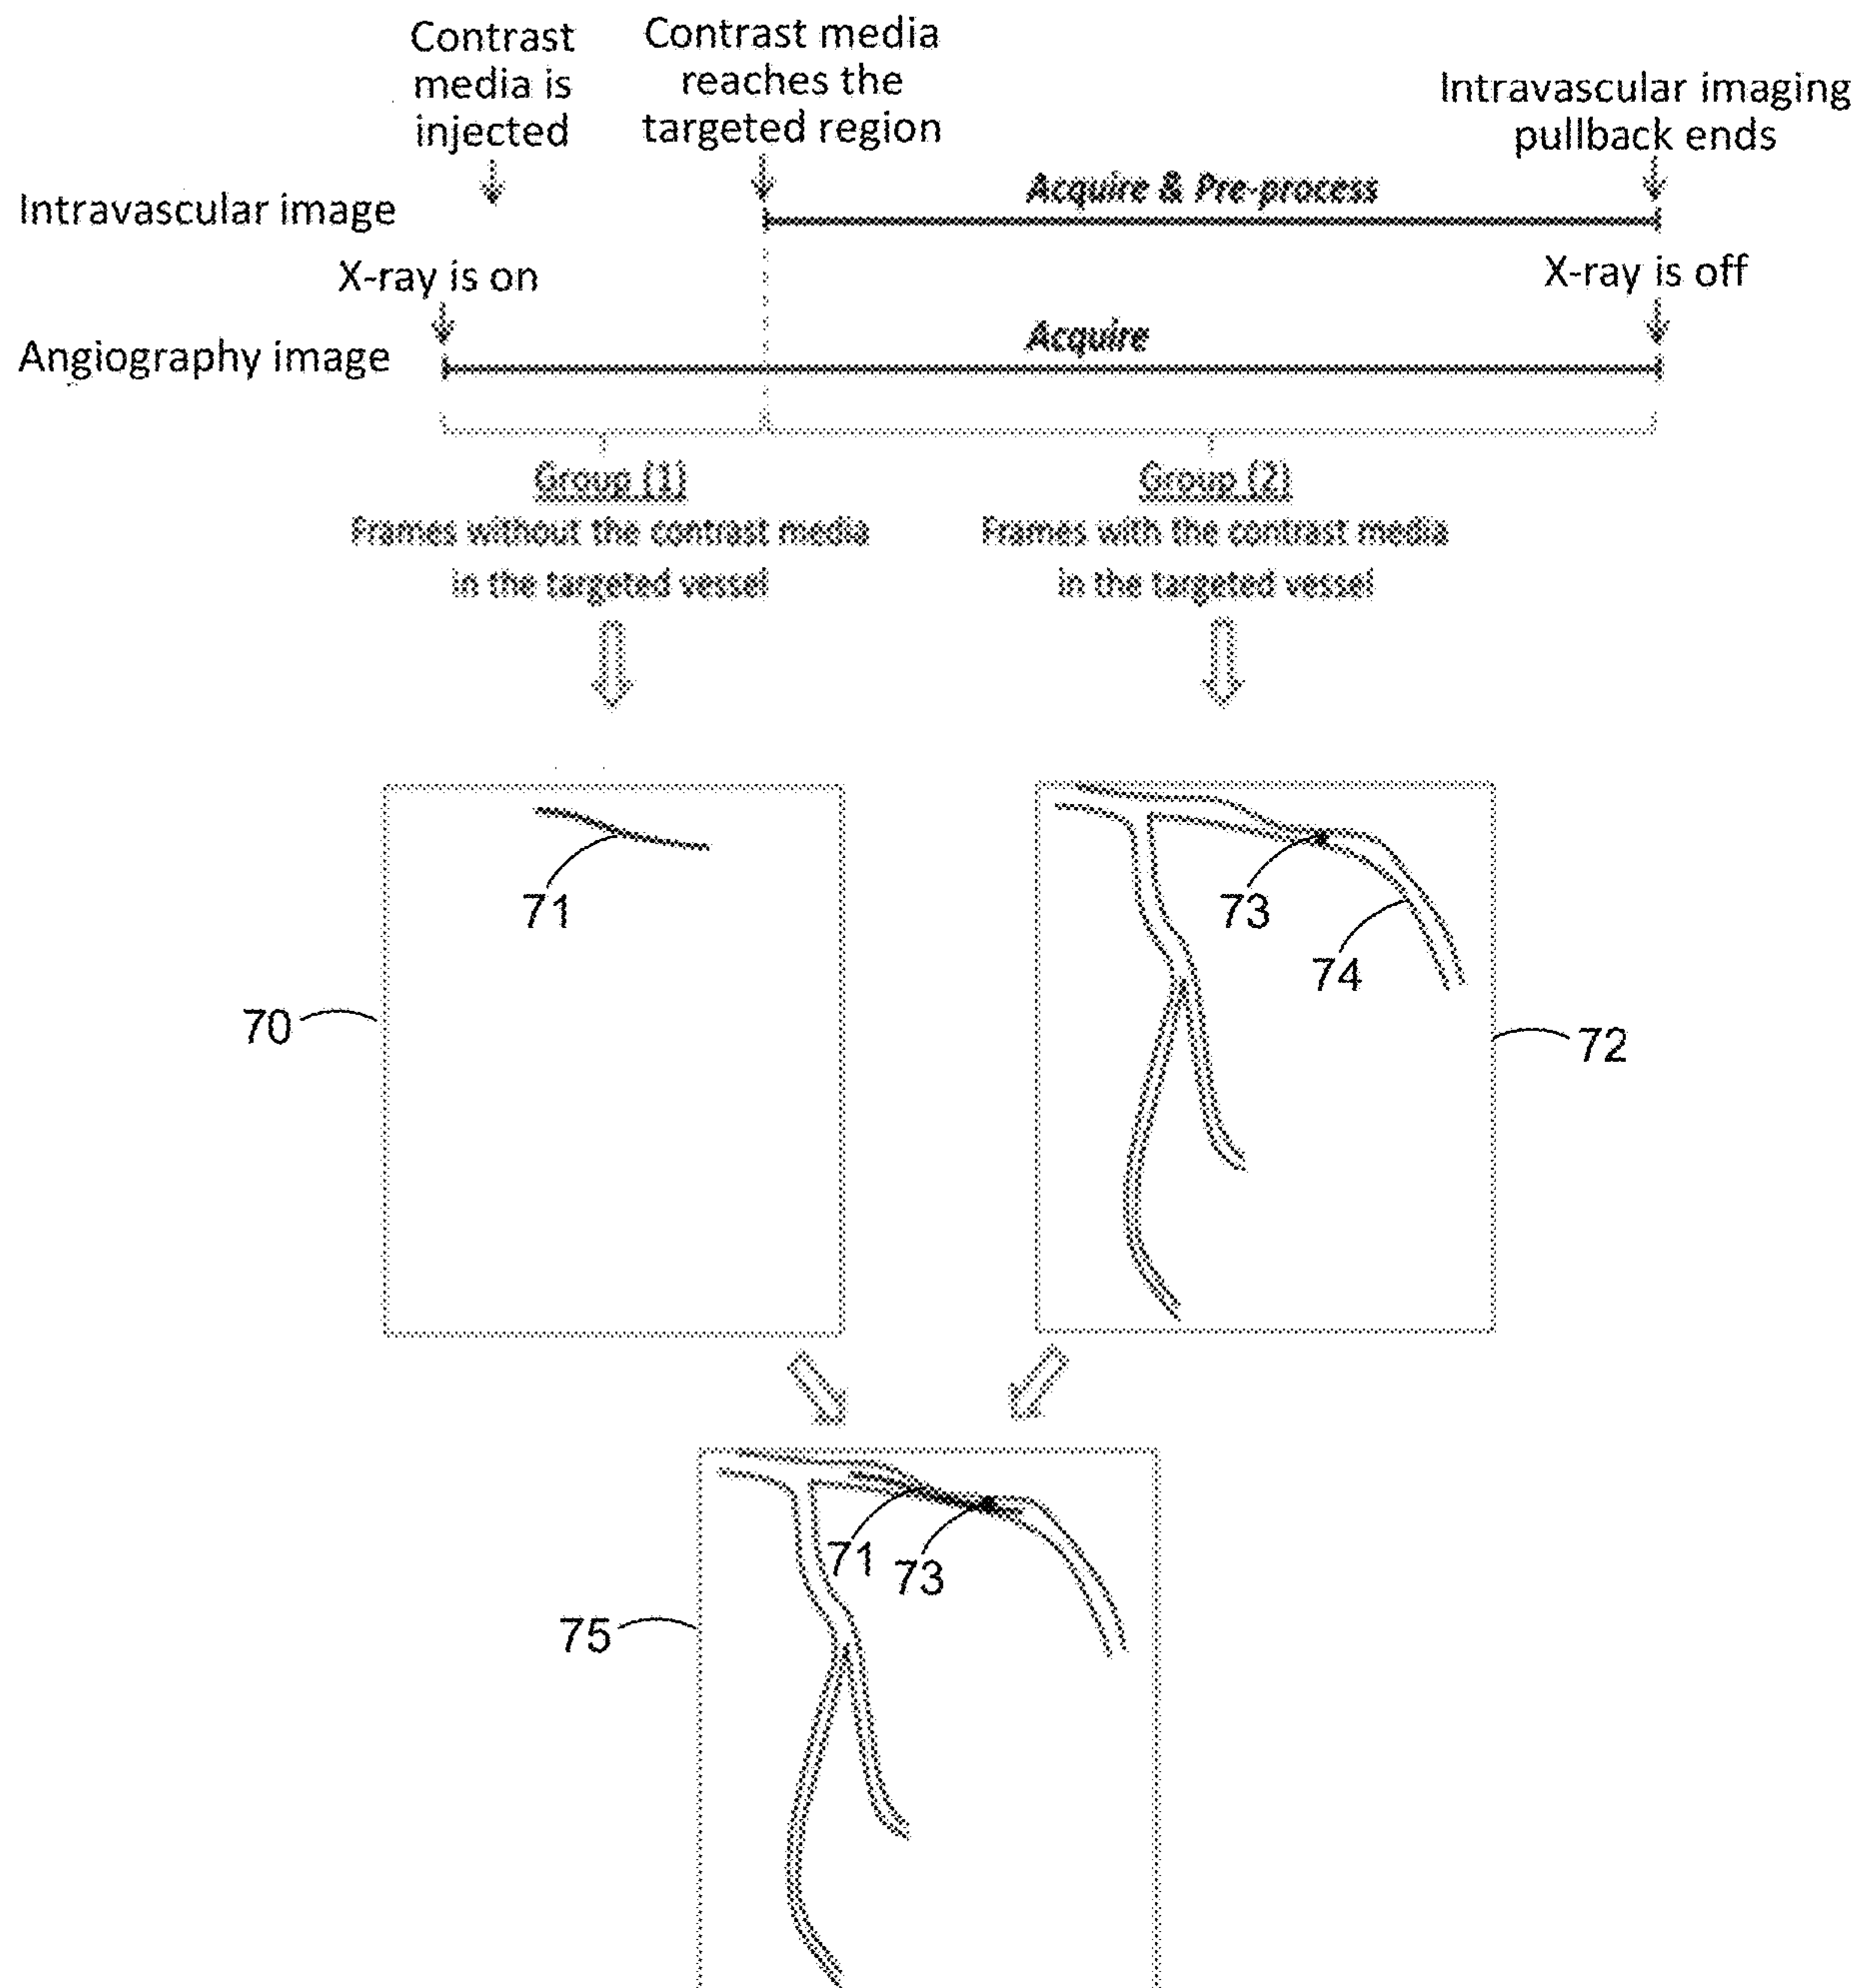 Contrast
media is
injected
Contrast media
reaches the
targeted region
Intravascular imaging
pullback ends
Acquire & Pre-process
Intravascular image
X-ray is on
X-ray is off
Acquire
Angiography image
Group (1)
Frames without the contrast media
in the targeted vessel
Group (2)
Frames with the contrast media
in the targeted vessel
71
70
73
74
72
71
73
75